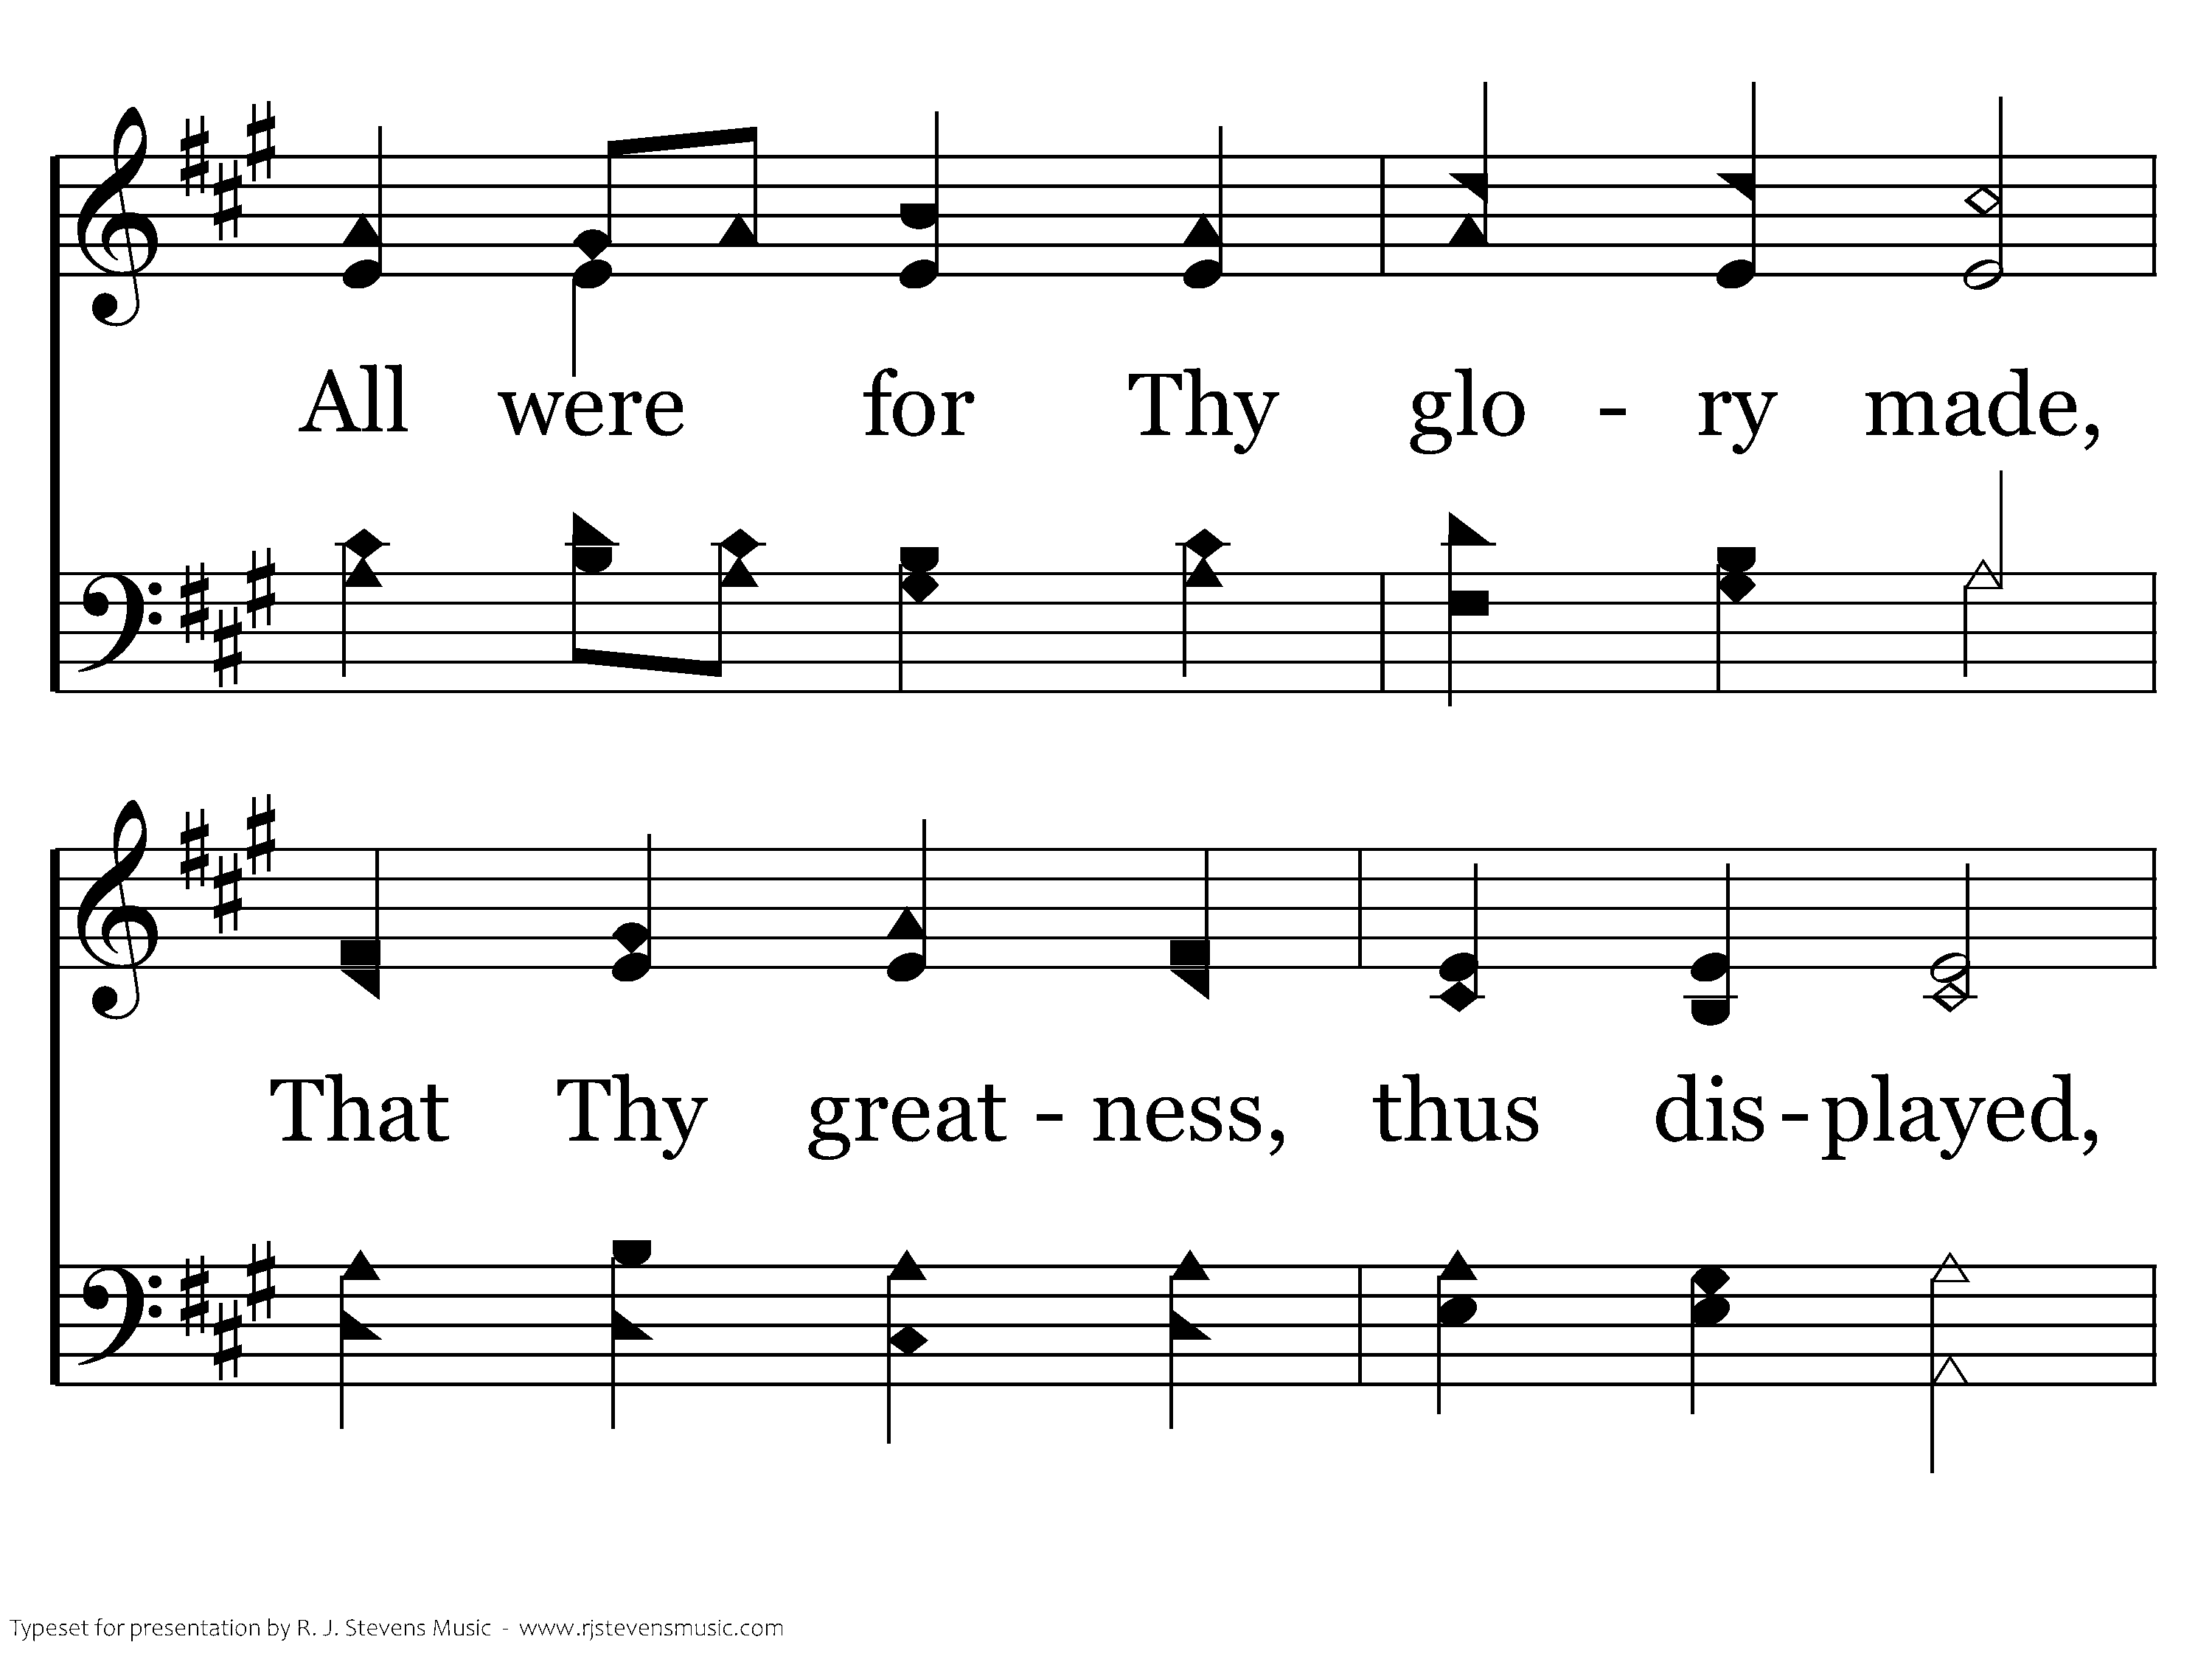 All were for Thy glo - ry made,
That Thy great - ness, thus dis - played,
Typeset for presentation by R. J. Stevens Music - www.rjstevensmusic.com